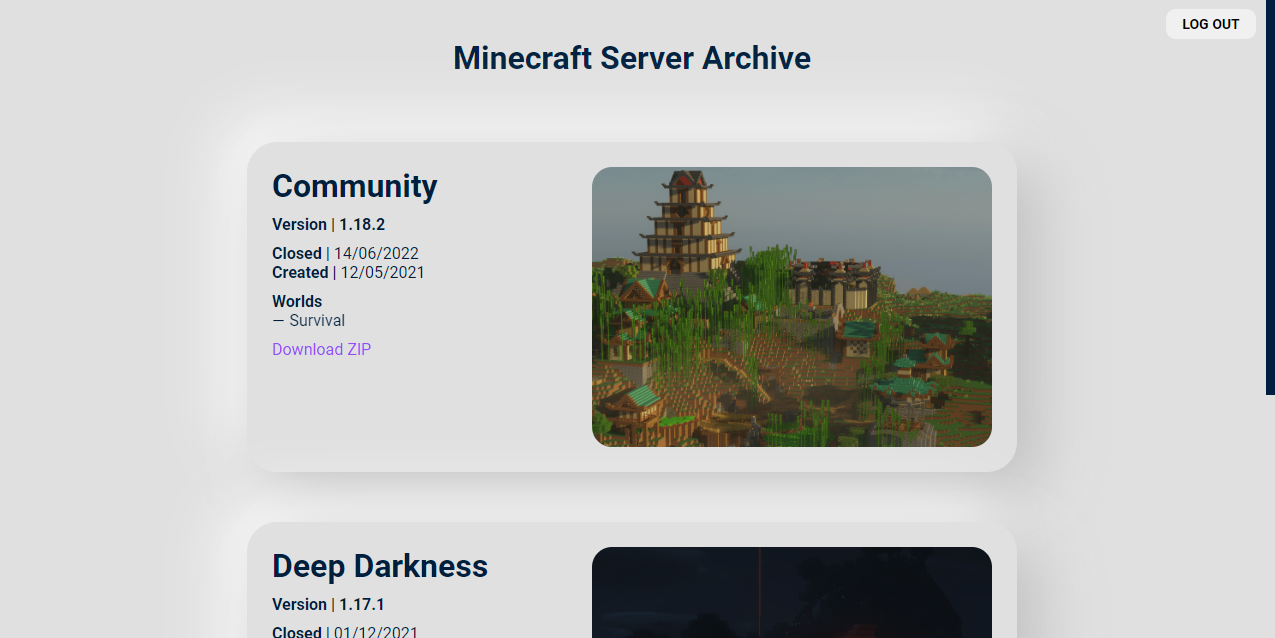 LOG OUT
Minecraft Server Archive
Community
Version | 1.18.2
Closed | 14/06/2022
Created | 12/05/2021
Worlds
— Survival
Download ZIP
Deep Darkness
Version | 1.17.1
Closed | 01/12/2021